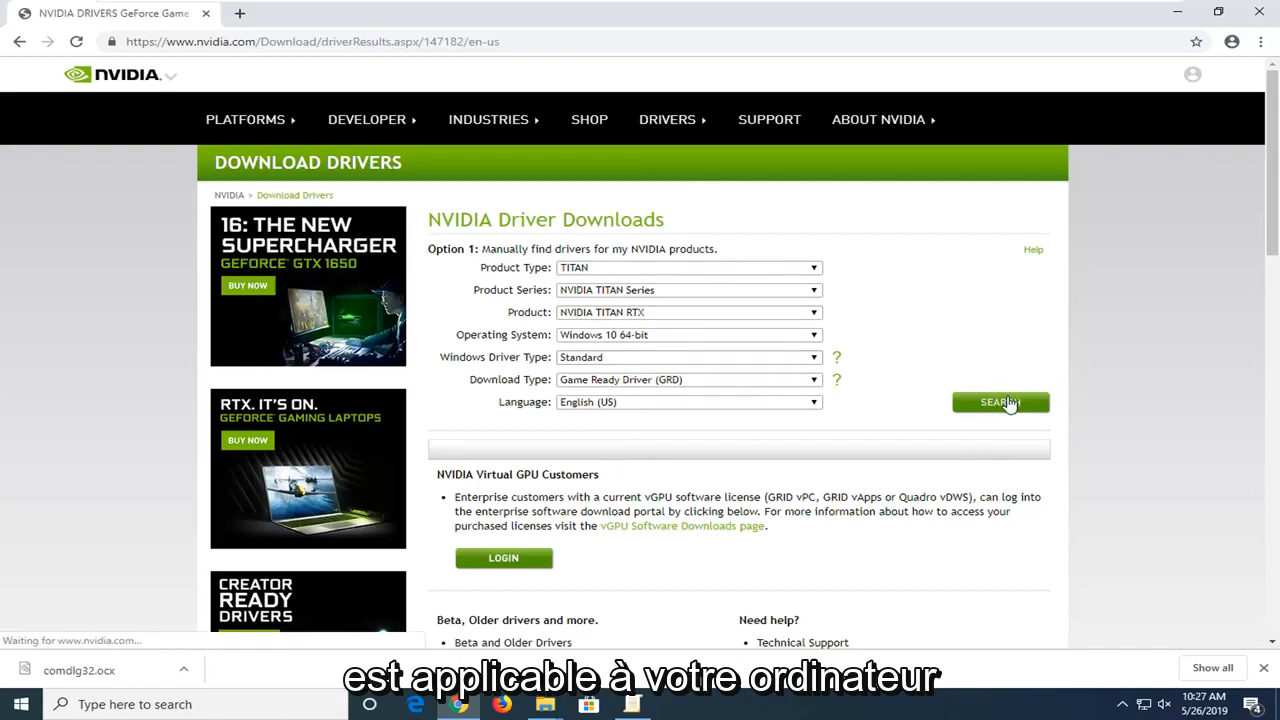 NVIDIA DRIVERS GeForce Game
https://www.nvidia.com/Download/driverResults.aspx/147182/en-us
NVIDIA.
PLATFORMS DEVELOPER INDUSTRIES SHOP DRIVERS SUPPORT ABOUT NVIDIA
DOWNLOAD DRIVERS
NVIDIA > Download Drivers
16: THE NEW
SUPERCHARGER
GEFORCE® GTX 1650
BUY NOW
RTX. IT'S ON.
GEFORCE® GAMING LAPTOPS
BUY NOW
CREATOR
READY
DRIVERS
NVIDIA Driver Downloads
Option 1: Manually find drivers for my NVIDIA products.
Help
Product Type: TITAN
Product Series: NVIDIA TITAN Series
Product: NVIDIA TITAN RTX
Operating System: Windows 10 64-bit
Windows Driver Type: Standard ?
Download Type: Game Ready Driver (GRD) ?
Language: English (US)
SEARCH
NVIDIA Virtual GPU Customers
• Enterprise customers with a current vGPU software license (GRID vPC, GRID vApps or Quadro vDWS), can log into
the enterprise software download portal by clicking below. For more information about how to access your
purchased licenses visit the vGPU Software Downloads page.
LOGIN
Beta, Older drivers and more.
• Beta and Older Drivers
Need help?
• Technical Support
Waiting for www.nvidia.com...
comdlg32.ocx
Show all
est applicable à votre ordinateur
Type here to search
10:27 AM
5/26/2019
4